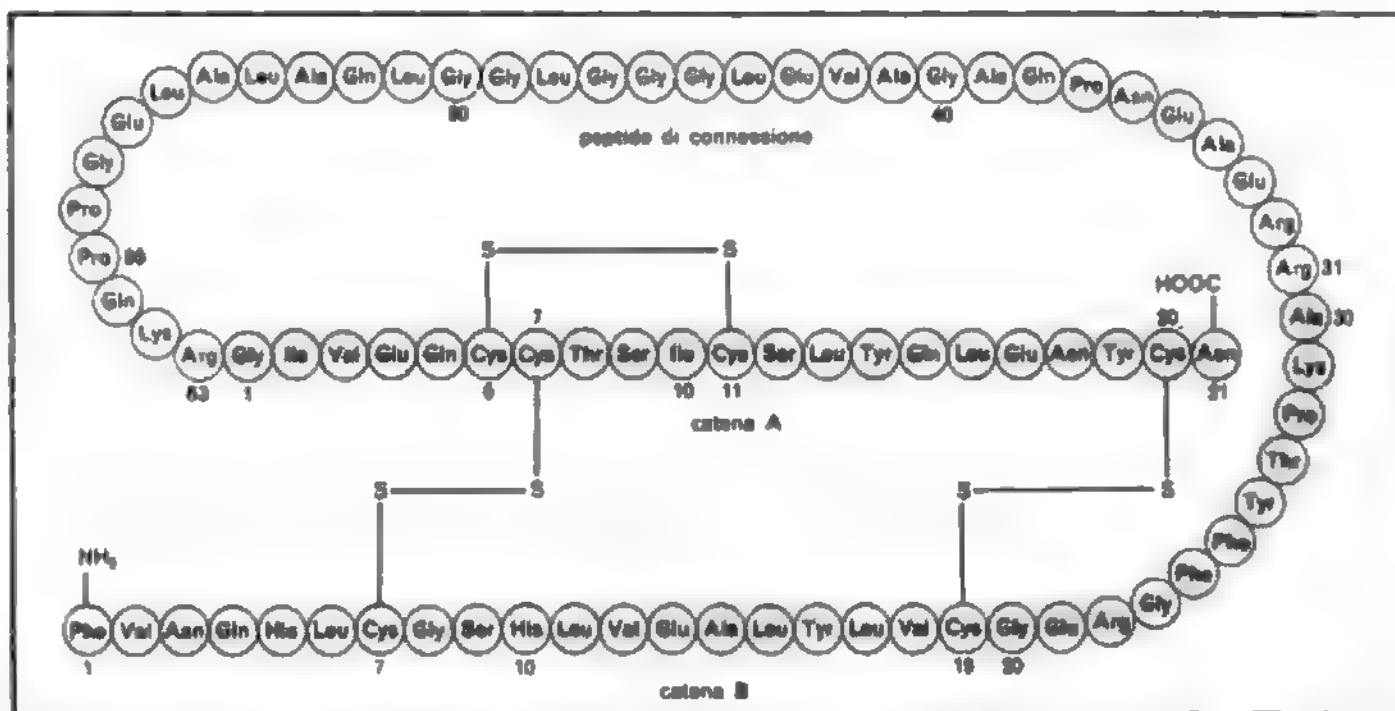 Leu Ala Leu Ala Gln Leu Gly Gly Leu Gly Gly Gly Leu Glu Val Ala Gly Ala Gln Pro Asn Glu Ala Glu Arg Arg 31
40
peptide di connessione
Glu
Gly
Pro
Pro
Gln
Lys
S S
HOOC
7 20
Arg Gly Ile Val Glu Gln Cys Cys Thr Ser Ile Cys Ser Leu Tyr Gln Leu Glu Asn Tyr Cys Asn
63 1 6 10 11 21
catena A
Ala 30
Lys
Pro
Thr
Tyr
Phe
Phe
Gly
S S S S
NH₂
Phe Val Asn Gln His Leu Cys Gly Ser His Leu Val Glu Ala Leu Tyr Leu Val Cys Gly Glu Arg
1 7 10 19 20
catena B